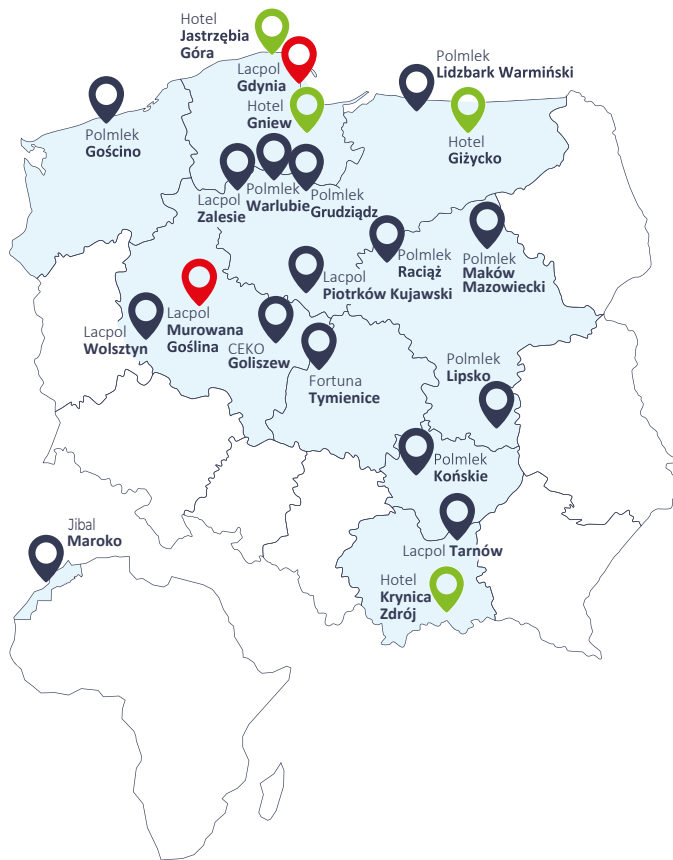 Hotel
Jastrzębia
Góra
Lacpol
Gdynia
Polmlek
Lidzbark Warmiński
Hotel
Gniew
Polmlek
Gościno
Hotel
Giżycko
Lacpol
Zalesie
Polmlek
Warlubie
Polmlek
Grudziądz
Polmlek
Raciąż
Polmlek
Maków
Mazowiecki
Lacpol
Piotrków Kujawski
Lacpol
Wolsztyn
Lacpol
Murowana
Goślina
CEKO
Goliszew
Fortuna
Tymienice
Polmlek
Lipsko
Polmlek
Końskie
Jibal
Maroko
Lacpol Tarnów
Hotel
Krynica
Zdrój